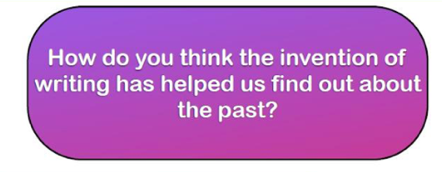 How do you think the invention of
writing has helped us find out about
the past?